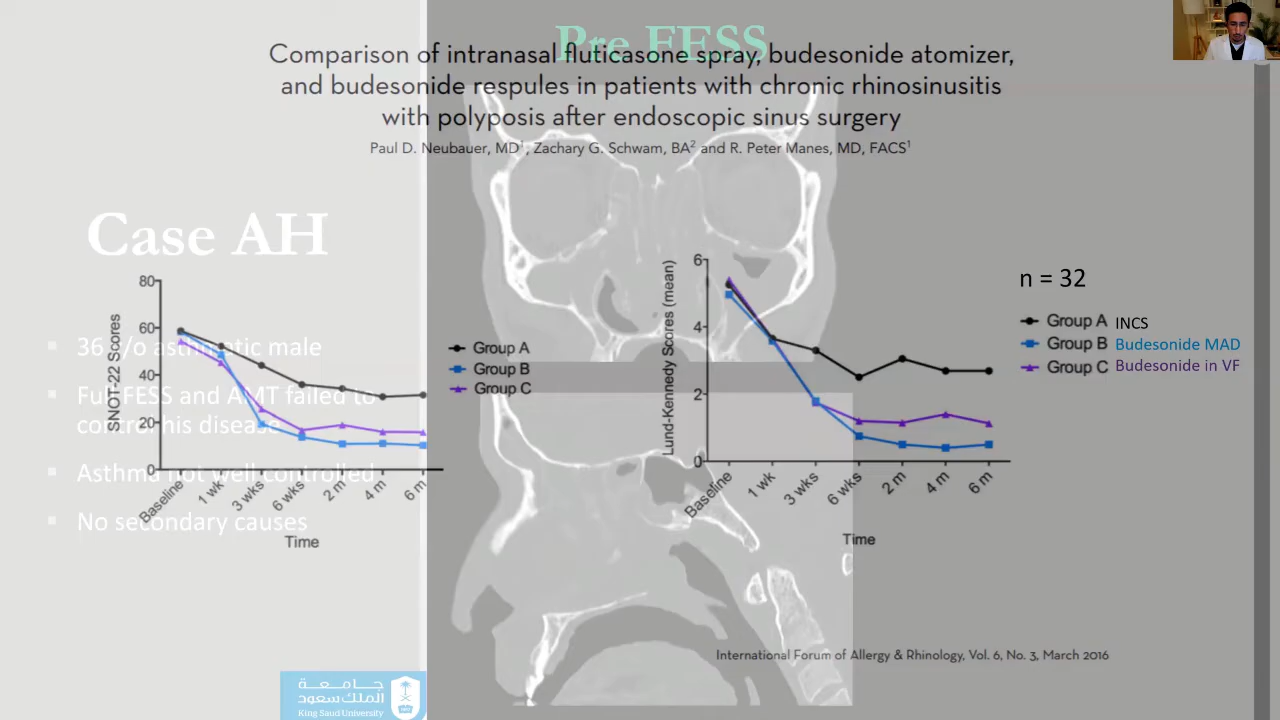 Pre FESS
Comparison of intranasal fluticasone spray, budesonide atomizer,
and budesonide respules in patients with chronic rhinosinusitis
with polyposis after endoscopic sinus surgery
Paul D. Neubauer, MD¹, Zachary G. Schwam, BA² and R. Peter Manes, MD, FACS¹
Case AH
36 y/o asthmatic male
Full FESS and AMT failed to
control his disease
Asthma not well controlled
No secondary causes
SNOT-22 Scores
80
60
40
20
0
Baseline
1 wk
3 wks
6 wks
2 m
4 m
6 m
Time
Group A
Group B
Group C
Lund-Kennedy Scores (mean)
6
4
2
0
Baseline
1 wk
3 wks
6 wks
2 m
4 m
6 m
Time
n = 32
Group A INCS
Group B Budesonide MAD
Group C Budesonide in VF
International Forum of Allergy & Rhinology, Vol. 6, No. 3, March 2016
جامعة
الملك سعود
King Saud University